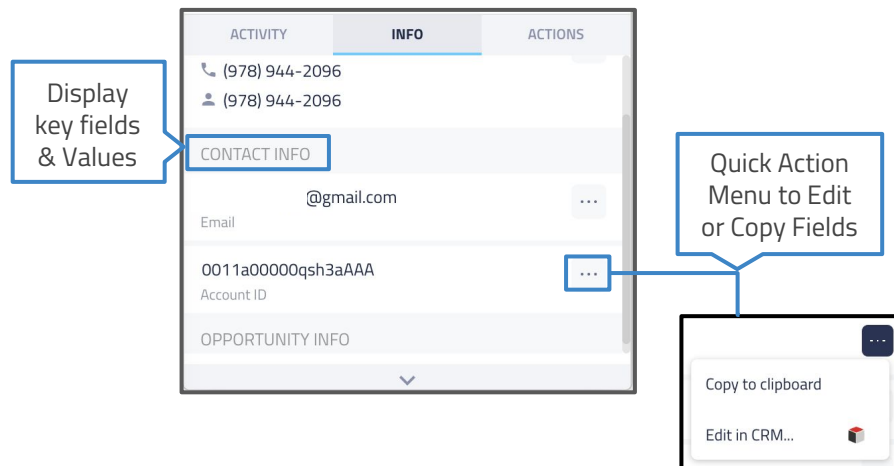 ACTIVITY INFO ACTIONS
(978) 944-2096
(978) 944-2096
Display
key fields
& Values
CONTACT INFO
@gmail.com
Email
Quick Action
Menu to Edit
or Copy Fields
0011a00000qsh3aAAA
Account ID
OPPORTUNITY INFO
Copy to clipboard
Edit in CRM...